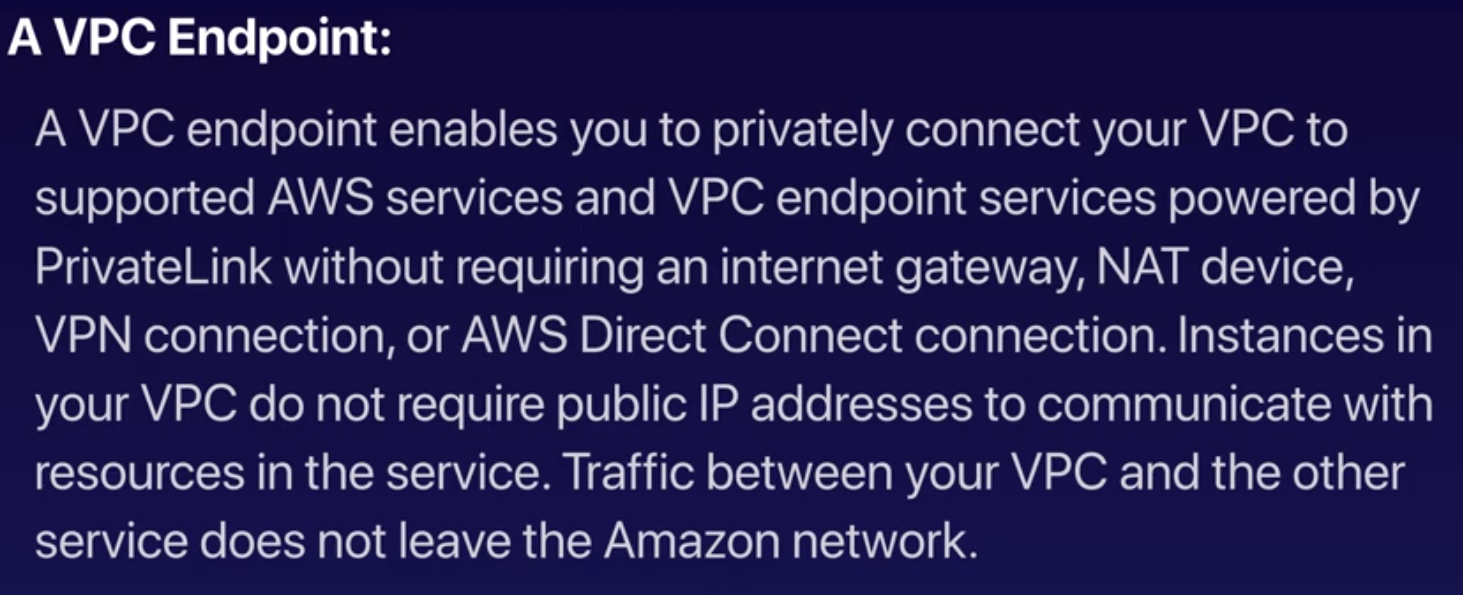 A VPC Endpoint:
A VPC endpoint enables you to privately connect your VPC to
supported AWS services and VPC endpoint services powered by
PrivateLink without requiring an internet gateway, NAT device,
VPN connection, or AWS Direct Connect connection. Instances in
your VPC do not require public IP addresses to communicate with
resources in the service. Traffic between your VPC and the other
service does not leave the Amazon network.